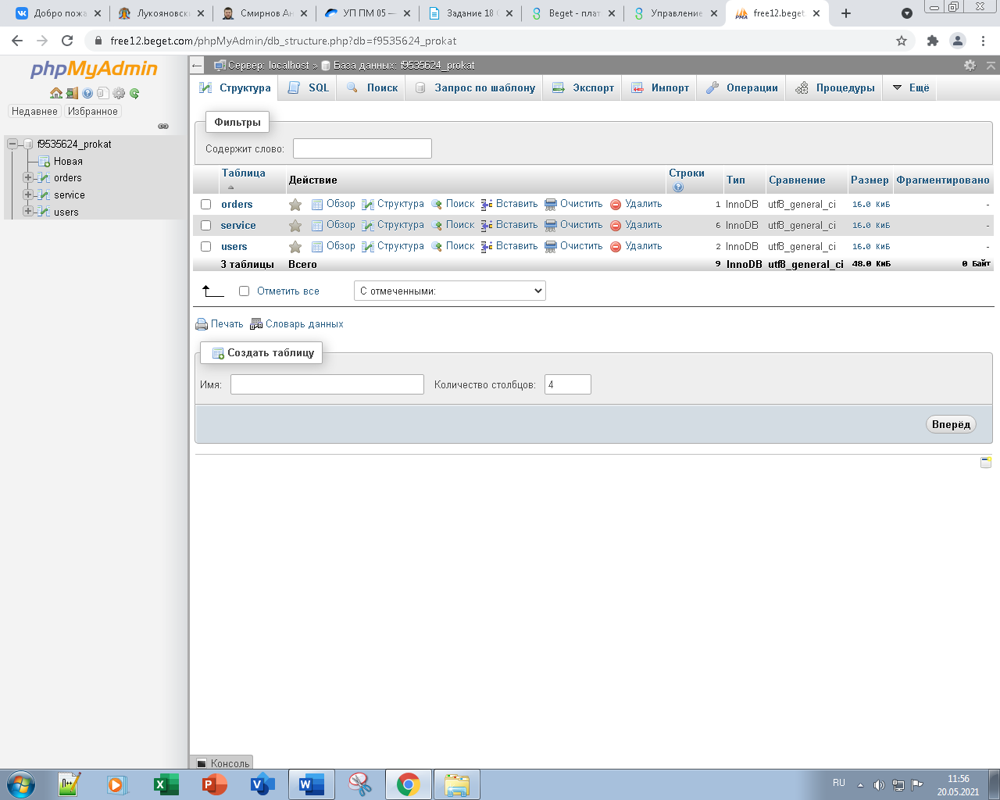 Добро пожа
Лукояновск
Смирнов Ан
УП ПМ 05 —
Задание 18 (
Beget - плат
Управление
free12.beget.
free12.beget.com/phpMyAdmin/db_structure.php?db=f9535624_prokat
phpMyAdmin
Недавнее
Избранное
f9535624_prokat
Новая
orders
service
users
Сервер: localhost » База данных: f9535624_prokat
Структура
SQL
Поиск
Запрос по шаблону
Экспорт
Импорт
Операции
Процедуры
Ещё
Фильтры
Содержит слово:
Таблица Действие Строки Тип Сравнение Размер Фрагментировано
orders Обзор Структура Поиск Вставить Очистить Удалить 1 InnoDB utf8_general_ci 16.0 КиБ -
service Обзор Структура Поиск Вставить Очистить Удалить 6 InnoDB utf8_general_ci 16.0 КиБ -
users Обзор Структура Поиск Вставить Очистить Удалить 2 InnoDB utf8_general_ci 16.0 КиБ -
3 таблицы Всего 9 InnoDB utf8_general_ci 48.0 КиБ 0 Байт
Отметить все
С отмеченными:
Печать
Словарь данных
Создать таблицу
Имя:
Количество столбцов: 4
Вперёд
Консоль
RU
11:56
20.05.2021